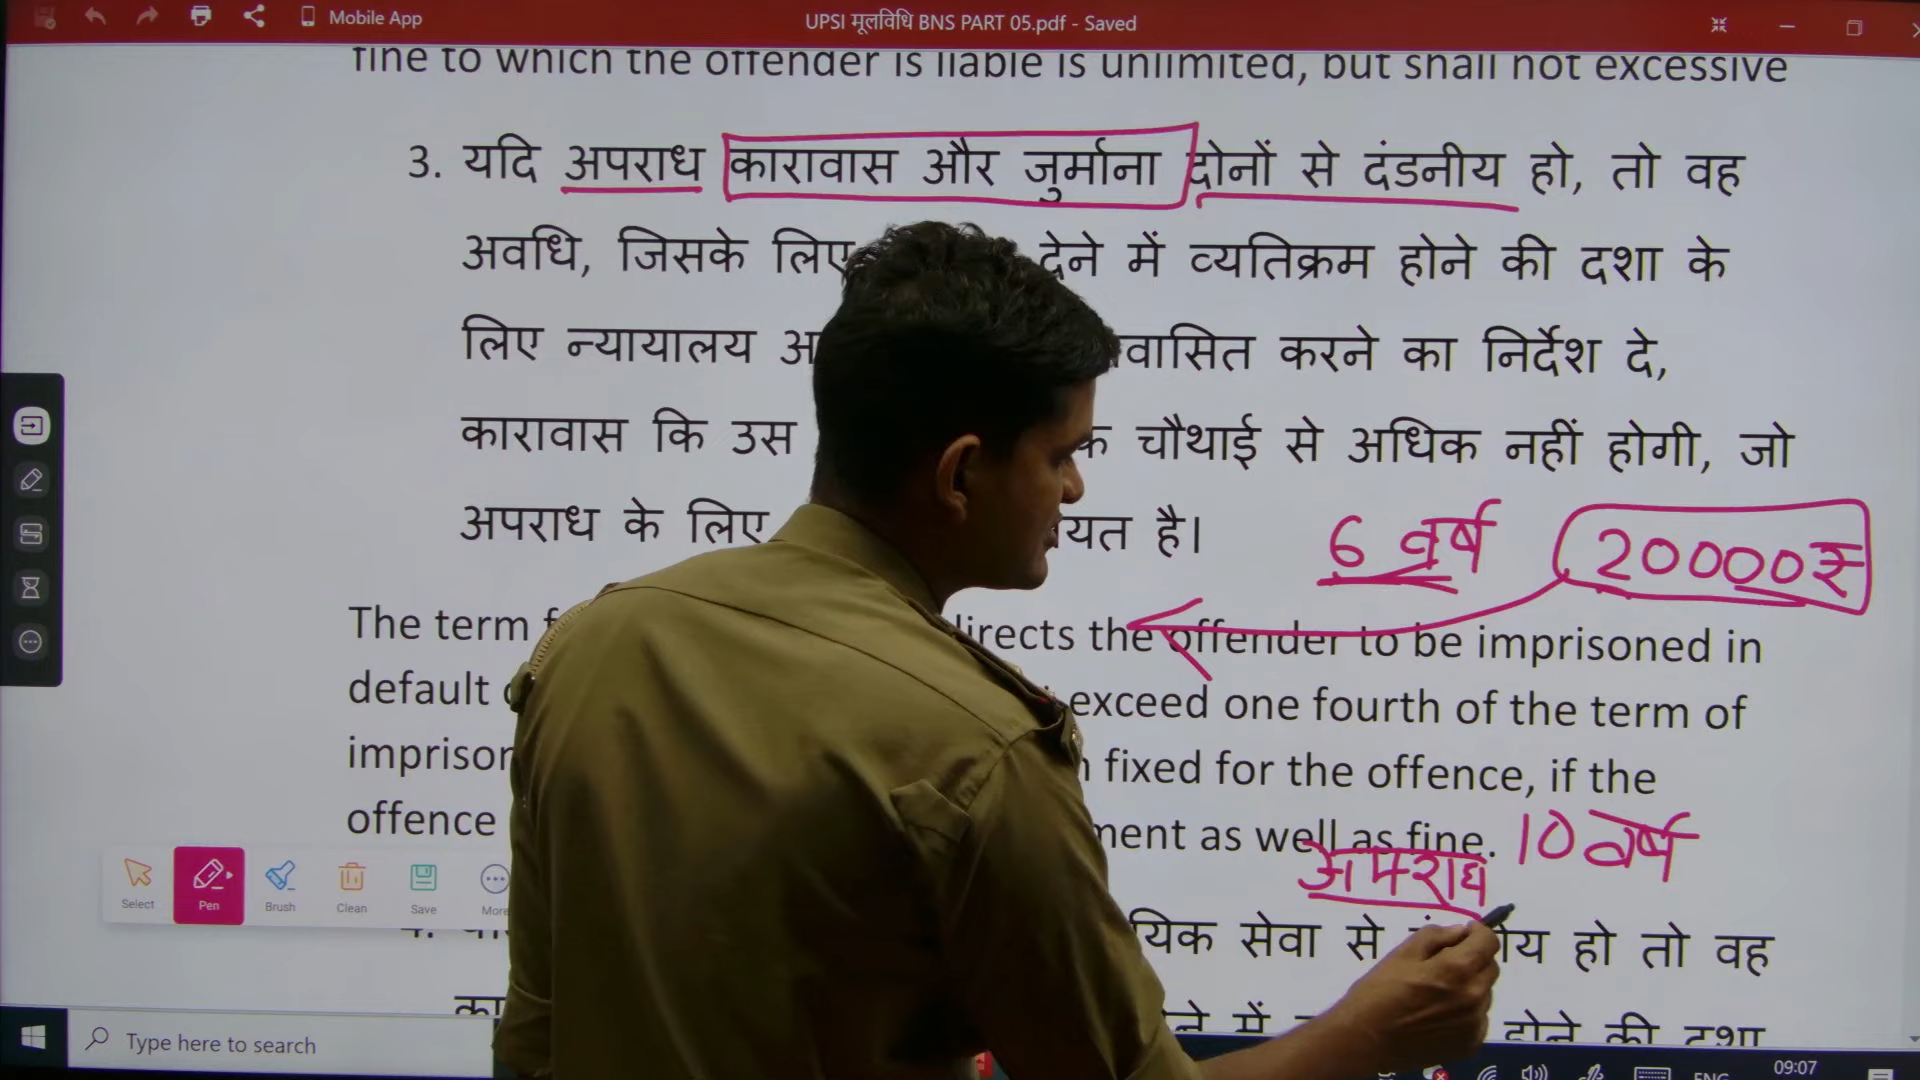 Mobile App
UPSI मूलविधि BNS PART 05.pdf - Saved
fine to which the offender is liable is unlimited, but shall not excessive
3. यदि अपराध कारावास और जुर्माना दोनों से दंडनीय हो, तो वह
अवधि, जिसके लिए देने में व्यतिक्रम होने की दशा के
लिए न्यायालय वासित करने का निर्देश दे,
कारावास कि उस चौथाई से अधिक नहीं होगी, जो
अपराध के लिए यत है।
6 वर्ष 20000₹
The term directs the offender to be imprisoned in
default exceed one fourth of the term of
imprison fixed for the offence, if the
offence ment as well as fine.
10 वर्ष
अपराध
Select Pen Brush Clean Save More
यिक सेवा से नीय हो तो वह
का ने में होने की दशा
Type here to search
ENG
09:07